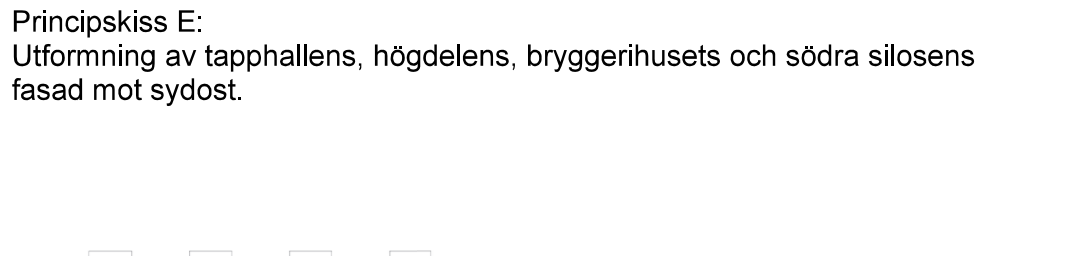 Principskiss E:
Utformning av tapphallens, högdelens, bryggerihusets och södra silosens
fasad mot sydost.